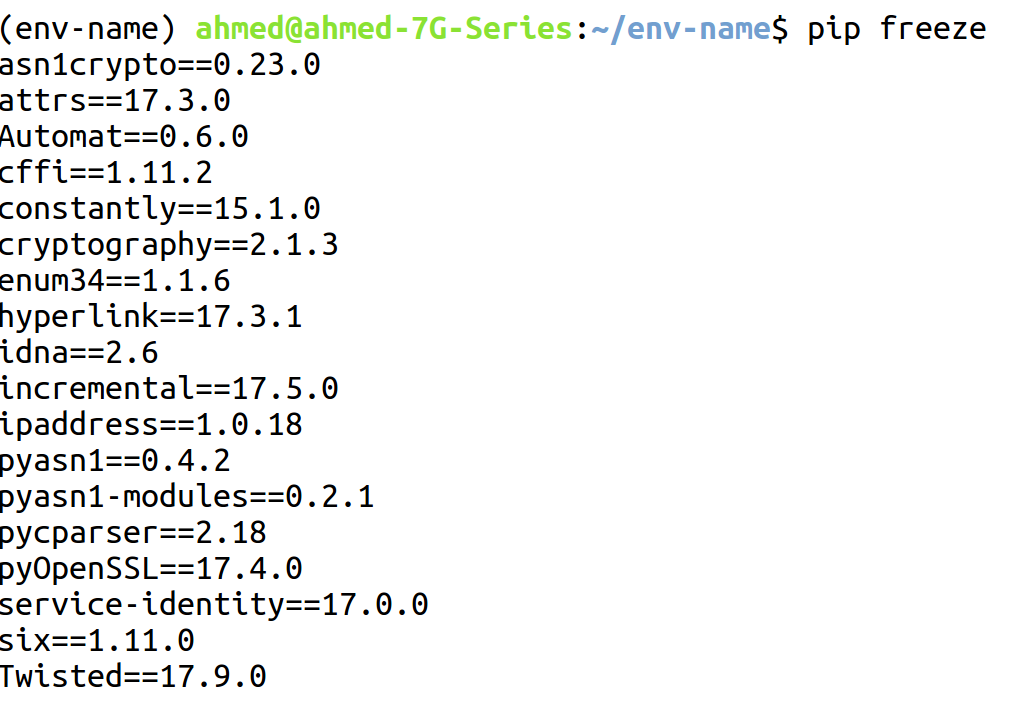 (env-name) ahmed@ahmed-7G-Series:~/env-name$ pip freeze
asn1crypto==0.23.0
attrs==17.3.0
Automat==0.6.0
cffi==1.11.2
constantly==15.1.0
cryptography==2.1.3
enum34==1.1.6
hyperlink==17.3.1
idna==2.6
incremental==17.5.0
ipaddress==1.0.18
pyasn1==0.4.2
pyasn1-modules==0.2.1
pycparser==2.18
pyOpenSSL==17.4.0
service-identity==17.0.0
six==1.11.0
Twisted==17.9.0